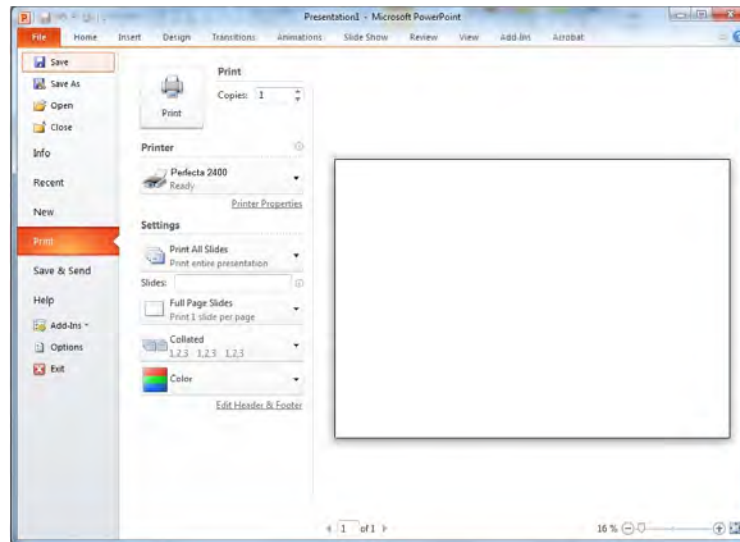 Presentation1 - Microsoft PowerPoint
File Home Insert Design Transitions Animations Slide Show Review View Add-Ins Acrobat
Save
Save As
Open
Close
Info
Recent
New
Print
Save & Send
Help
Add-Ins
Options
Exit
Print
Copies: 1
Print
Printer
Perfecta 2400
Ready
Printer Properties
Settings
Print All Slides
Print entire presentation
Slides:
Full Page Slides
Print 1 slide per page
Collated
1,2,3 1,2,3 1,2,3
Color
Edit Header & Footer
1 of 1
16 %